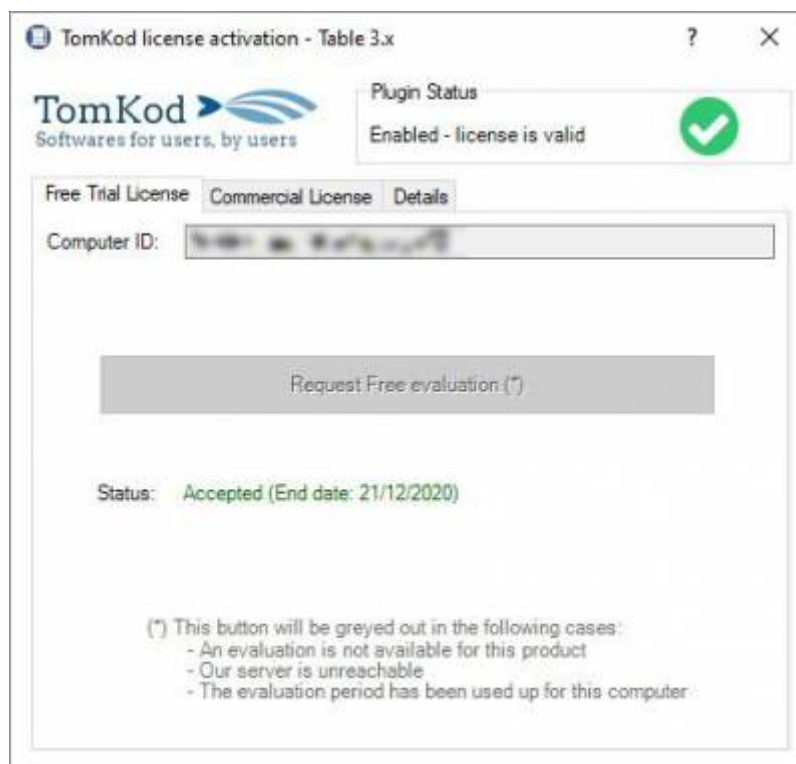 TomKod license activation - Table 3.x
?
TomKod
Softwares for users, by users
Plugin Status
Enabled - license is valid
Free Trial License
Commercial License
Details
Computer ID:
Request Free evaluation (*)
Status: Accepted (End date: 21/12/2020)
(*) This button will be greyed out in the following cases:
- An evaluation is not available for this product
- Our server is unreachable
- The evaluation period has been used up for this computer